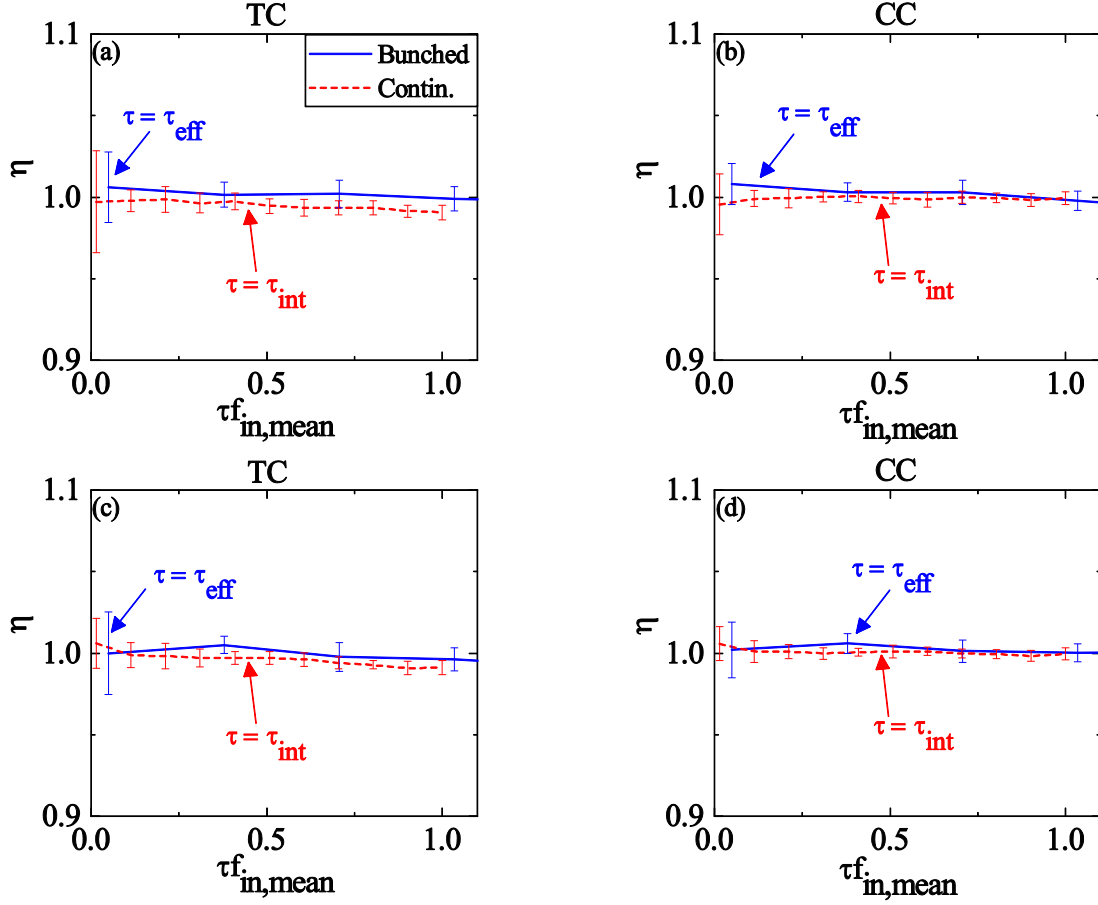 TC
CC
1.1
(a)
Bunched
Contin.
τ = τeff
η
1.0
τ = τint
0.9
0.0
0.5
1.0
τfin,mean
1.1
(b)
τ = τeff
η
1.0
τ = τint
0.9
0.0
0.5
1.0
τfin,mean
TC
CC
1.1
(c)
τ = τeff
η
1.0
τ = τint
0.9
0.0
0.5
1.0
τfin,mean
1.1
(d)
τ = τeff
η
1.0
τ = τint
0.9
0.0
0.5
1.0
τfin,mean